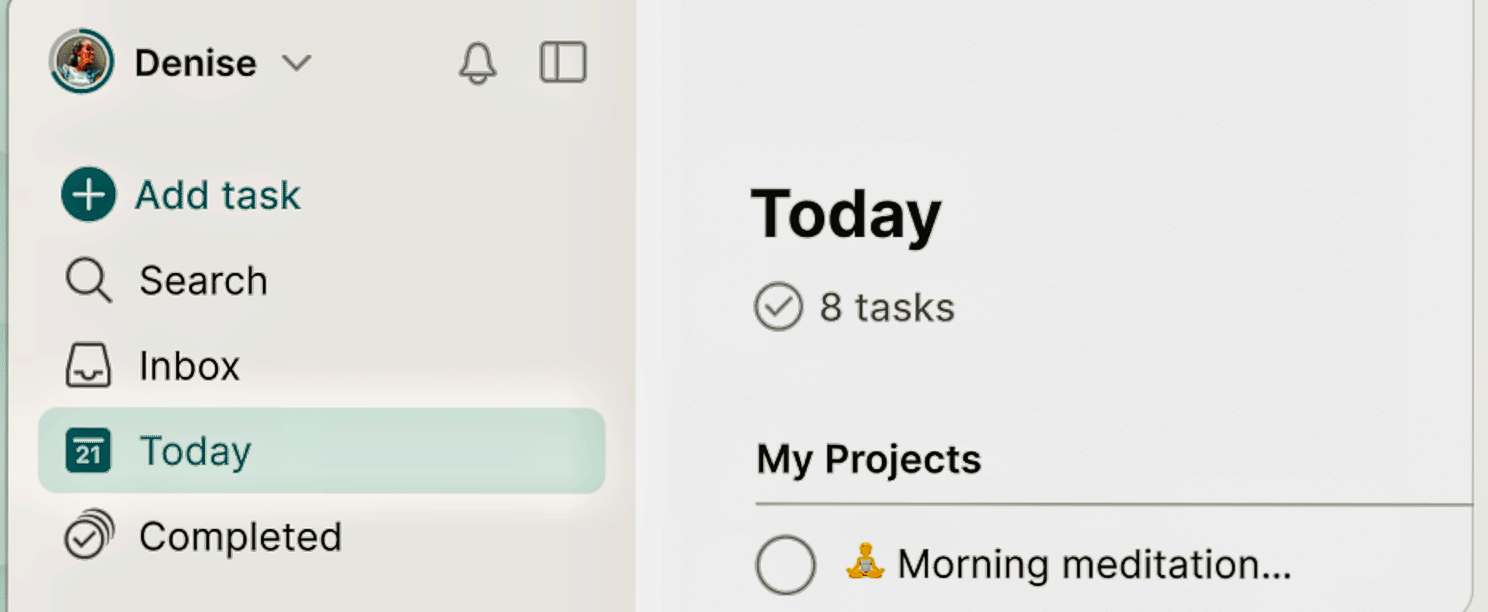 Denise
Add task
Search
Inbox
21 Today
Completed
Today
8 tasks
My Projects
🧘 Morning meditation...